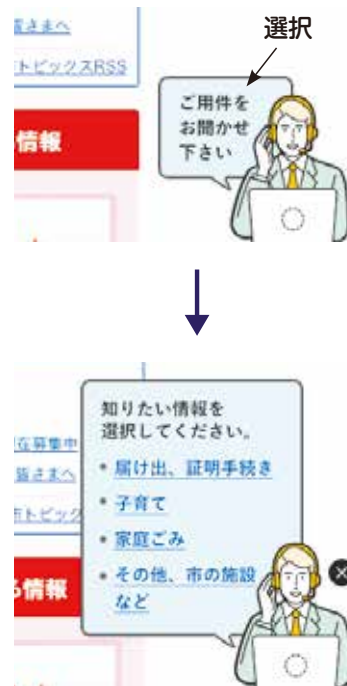 選択
皆さまへ
トピックスRSS
情報
ご用件を
お聞かせ
下さい
知りたい情報を
選択してください。
在募集中
皆さまへ
市トピック
る情報
• 届け出、証明手続き
• 子育て
• 家庭ごみ
• その他、市の施設
など